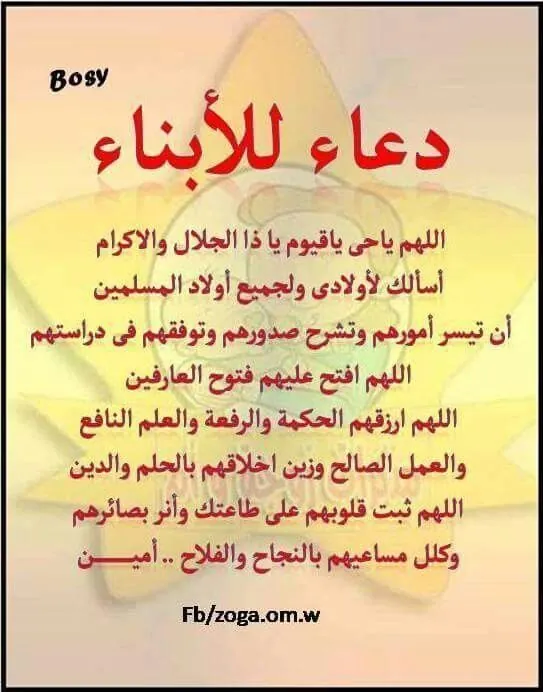 Bosy
دعاء للأبناء
اللهم ياحى ياقيوم يا ذا الجلال والاكرام
أسألك لأولادى ولجميع أولاد المسلمين
أن تيسر أمورهم وتشرح صدورهم وتوفقهم فى دراستهم
اللهم افتح عليهم فتوح العارفين
اللهم ارزقهم الحكمة والرفعة والعلم النافع
والعمل الصالح وزين اخلاقهم بالحلم والدين
اللهم ثبت قلوبهم على طاعتك وأنر بصائرهم
وكلل مساعيهم بالنجاح والفلاح .. أميـــــن
Fb/zoga.om.w